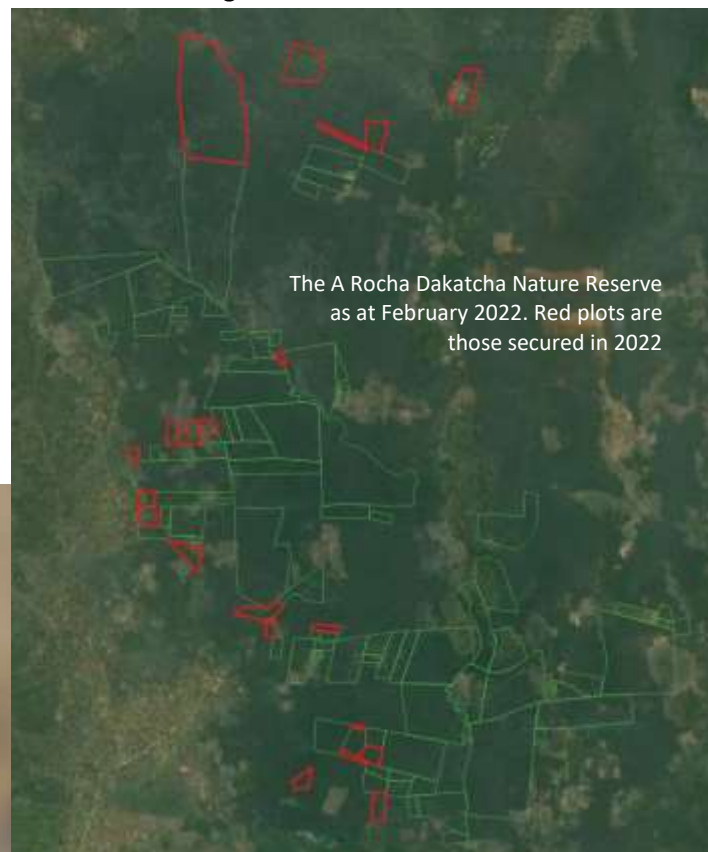 The A Rocha Dakatcha Nature Reserve
as at February 2022. Red plots are
those secured in 2022